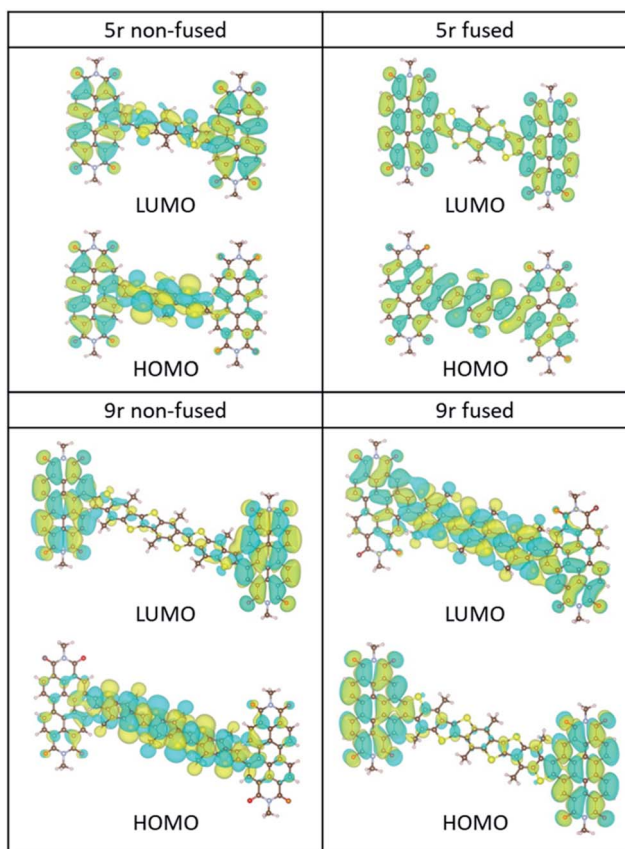 5r non-fused
5r fused
LUMO
LUMO
HOMO
HOMO
9r non-fused
9r fused
LUMO
LUMO
HOMO
HOMO